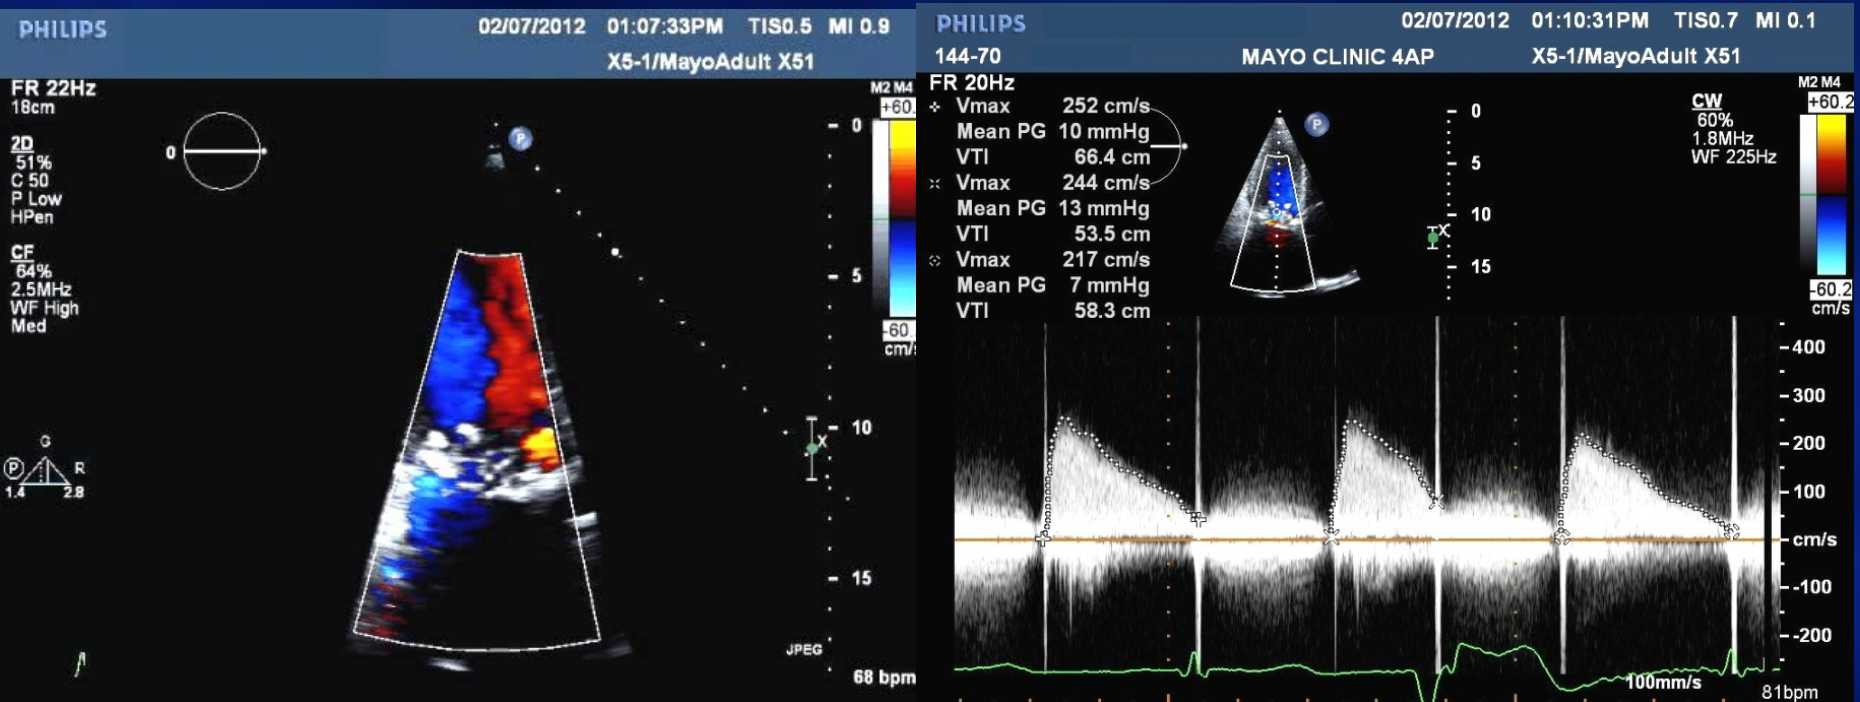 PHILIPS
02/07/2012 01:07:33PM TIS0.5 MI 0.9
X5-1/MayoAdult X51
FR 22Hz
18cm
2D
51%
C 50
P Low
HPen
CF
64%
2.5MHz
WF High
Med
0
P
M2 M4
+60.
-60.
cm/s
0
5
10
15
X
G
P R
1.4 2.8
JPEG
68 bpm
PHILIPS
02/07/2012 01:10:31PM TIS0.7 MI 0.1
144-70 MAYO CLINIC 4AP X5-1/MayoAdult X51
FR 20Hz
Vmax 252 cm/s
Mean PG 10 mmHg
VTI 66.4 cm
Vmax 244 cm/s
Mean PG 13 mmHg
VTI 53.5 cm
Vmax 217 cm/s
Mean PG 7 mmHg
VTI 58.3 cm
P
0
5
10
15
X
CW
60%
1.8MHz
WF 225Hz
M2 M4
+60.2
-60.2
cm/s
400
300
200
100
cm/s
-100
-200
100mm/s
81bpm